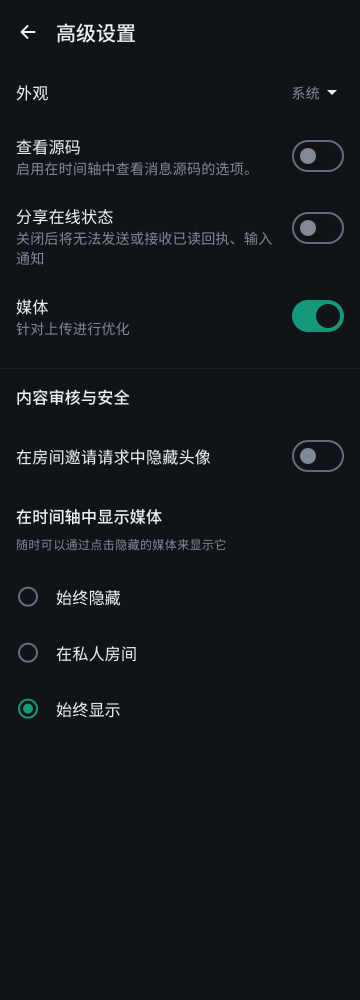 高级设置
外观
系统
查看源码
启用在时间轴中查看消息源码的选项。
分享在线状态
关闭后将无法发送或接收已读回执、输入
通知
媒体
针对上传进行优化
内容审核与安全
在房间邀请请求中隐藏头像
在时间轴中显示媒体
随时可以通过点击隐藏的媒体来显示它
始终隐藏
在私人房间
始终显示